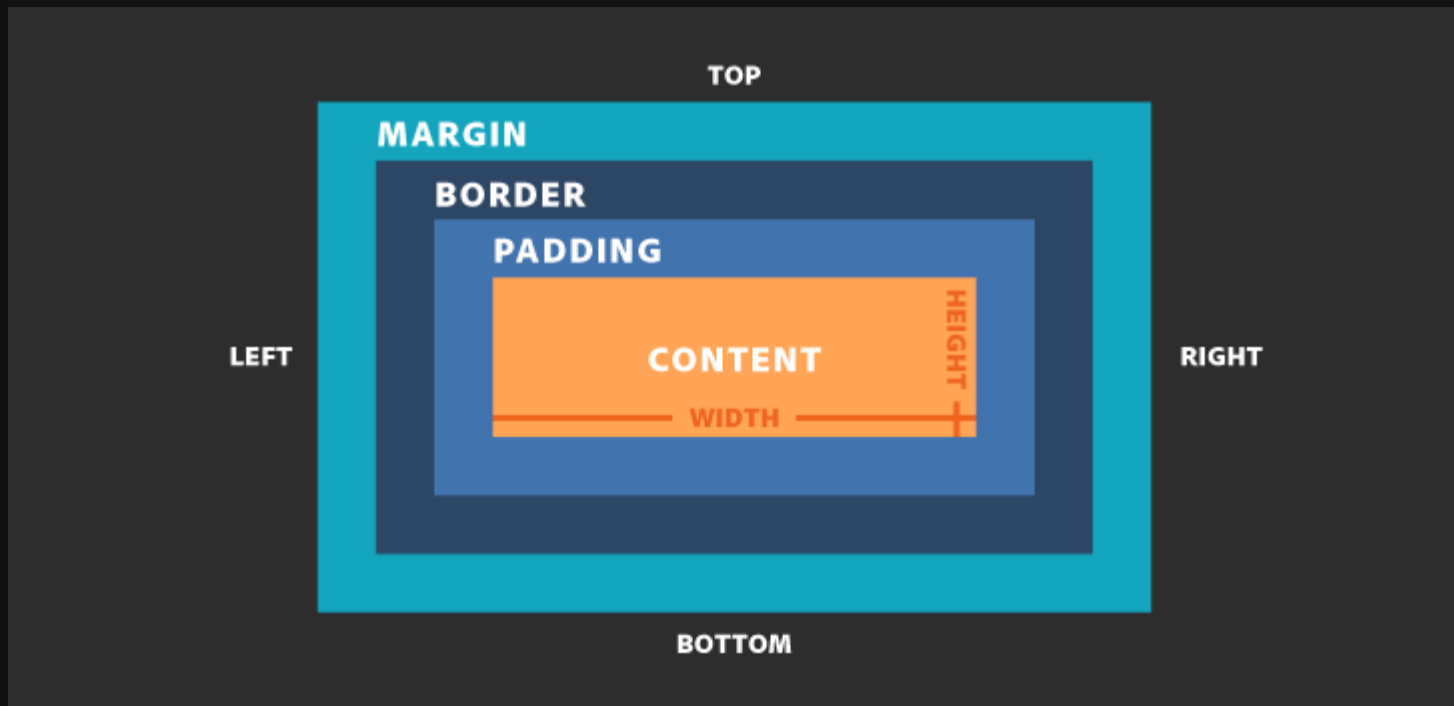 TOP
MARGIN
BORDER
PADDING
HEIGHT
LEFT
CONTENT
RIGHT
WIDTH
BOTTOM